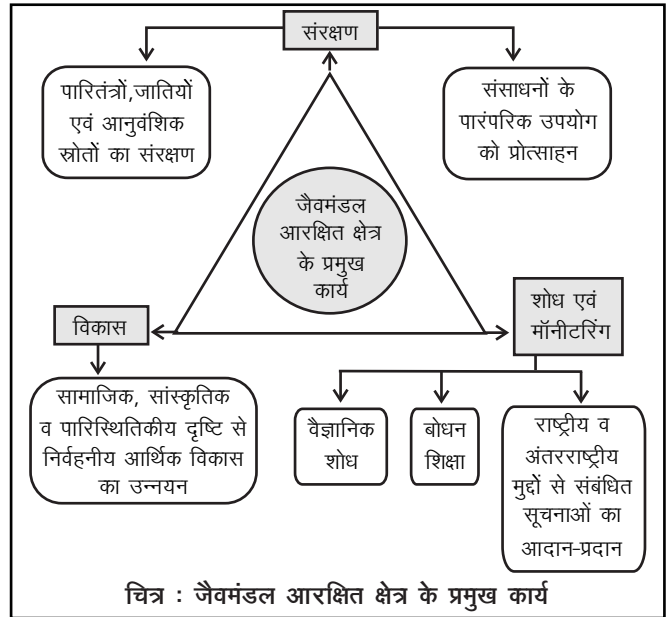 संरक्षण
पारितंत्रों,जातियों
एवं आनुवंशिक
स्रोतों का संरक्षण
संसाधनों के
पारंपरिक उपयोग
को प्रोत्साहन
जैवमंडल
आरक्षित क्षेत्र
के प्रमुख
कार्य
विकास
शोध एवं
मॉनीटरिंग
सामाजिक, सांस्कृतिक
व पारिस्थितिकीय दृष्टि से
निर्वहनीय आर्थिक विकास
का उन्नयन
वैज्ञानिक
शोध
बोधन
शिक्षा
राष्ट्रीय व
अंतरराष्ट्रीय
मुद्दों से संबंधित
सूचनाओं का
आदान-प्रदान
चित्र : जैवमंडल आरक्षित क्षेत्र के प्रमुख कार्य